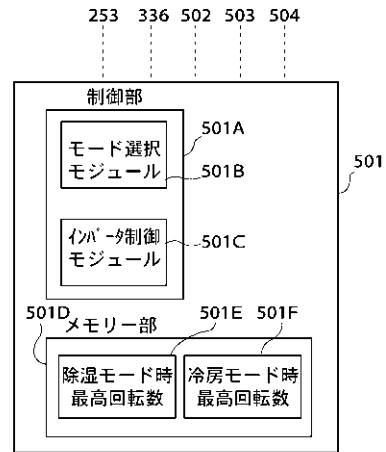 253 336 502 503 504
制御部
501A
モード選択
モジュール
501B
501
インバータ制御
モジュール
501C
501D
メモリー部
501E
501F
除湿モード時
最高回転数
冷房モード時
最高回転数